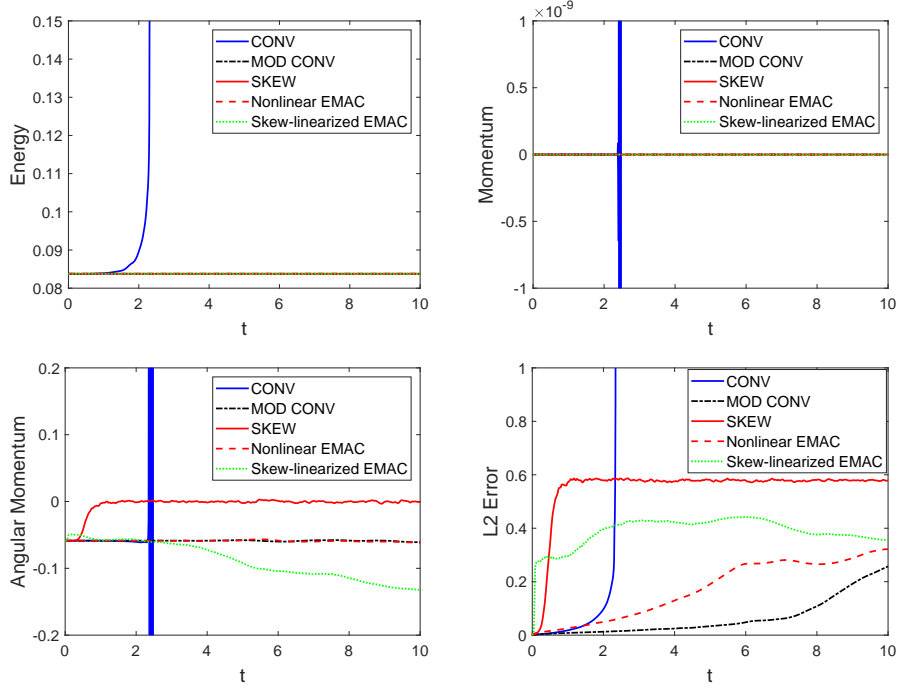 0.15
0.14
0.13
0.12
0.11
0.1
0.09
0.08
Energy
0 2 4 6 8 10
t
CONV
MOD CONV
SKEW
Nonlinear EMAC
Skew-linearized EMAC
×10⁻⁹
1
0.5
0
-0.5
-1
Momentum
0 2 4 6 8 10
t
CONV
MOD CONV
SKEW
Nonlinear EMAC
Skew-linearized EMAC
0.2
0.1
0
-0.1
-0.2
Angular Momentum
0 2 4 6 8 10
t
CONV
MOD CONV
SKEW
Nonlinear EMAC
Skew-linearized EMAC
1
0.8
0.6
0.4
0.2
0
L2 Error
0 2 4 6 8 10
t
CONV
MOD CONV
SKEW
Nonlinear EMAC
Skew-linearized EMAC